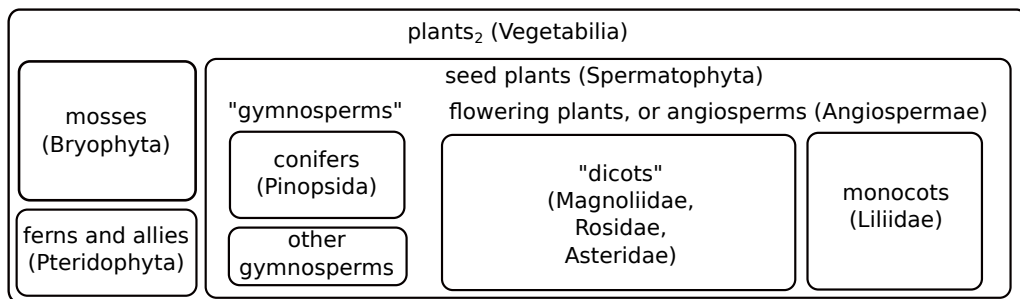 plants₂ (Vegetabilia)
mosses
(Bryophyta)
ferns and allies
(Pteridophyta)
seed plants (Spermatophyta)
"gymnosperms"
conifers
(Pinopsida)
other
gymnosperms
flowering plants, or angiosperms (Angiospermae)
"dicots"
(Magnoliidae,
Rosidae,
Asteridae)
monocots
(Liliidae)